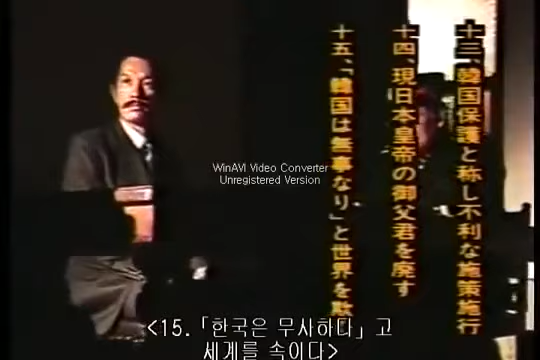 十三、韓国保護と称し不利な施策施行
十四、現日本皇帝の御父君を廃す
十五、「韓国は無事なり」と世界を欺
WinAVI Video Converter
Unregistered Version
<15.「한국은 무사하다」고
세계를 속이다>